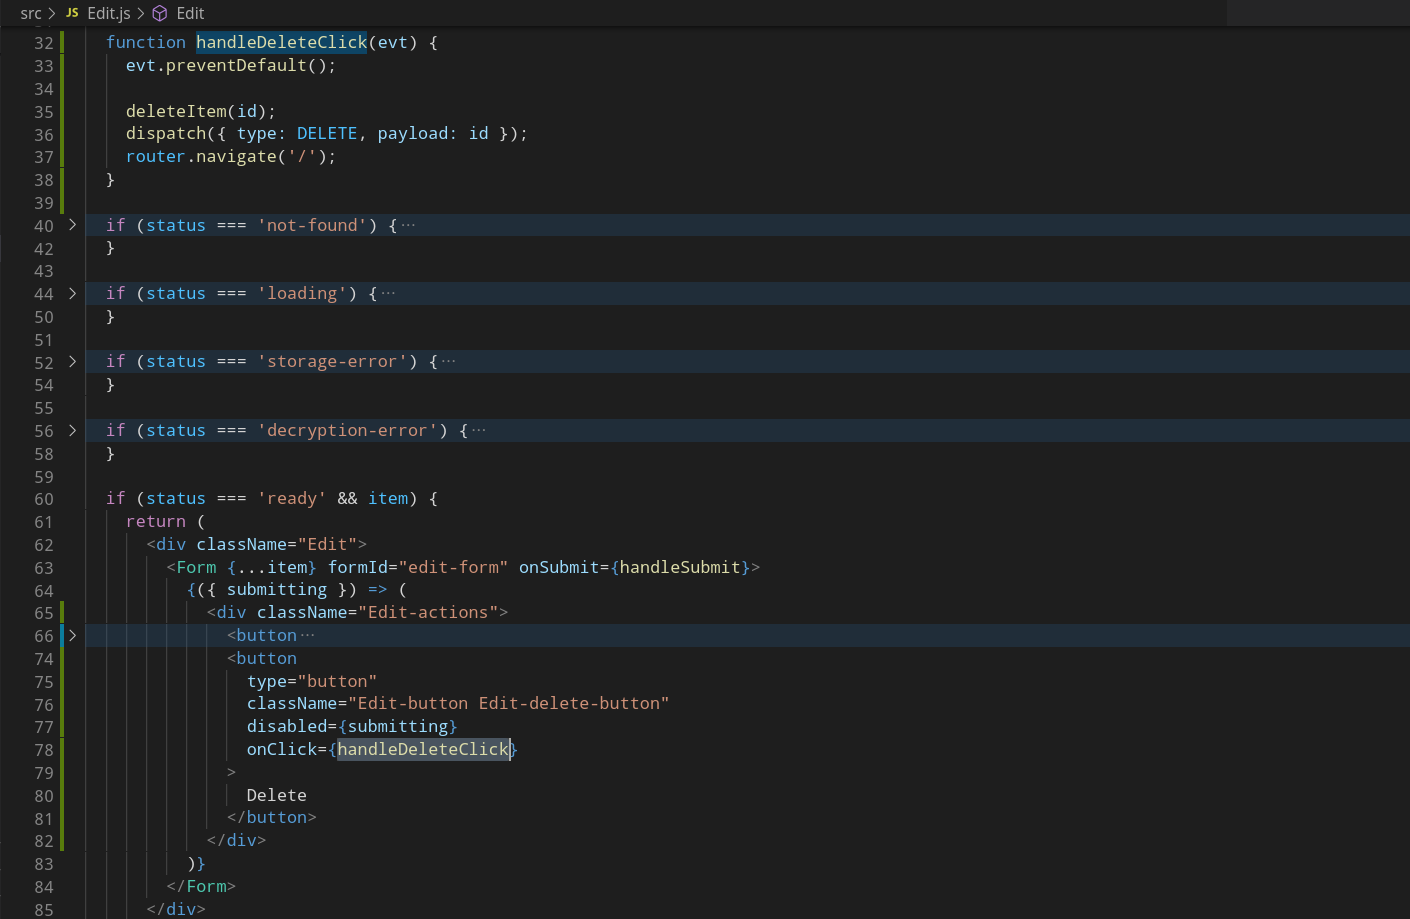 src > JS Edit.js > Edit
32 function handleDeleteClick(evt) {
33 evt.preventDefault();
34
35 deleteItem(id);
36 dispatch({ type: DELETE, payload: id });
37 router.navigate('/');
38 }
39
40 > if (status === 'not-found') {···
42 }
43
44 > if (status === 'loading') {···
50 }
51
52 > if (status === 'storage-error') {···
54 }
55
56 > if (status === 'decryption-error') {···
58 }
59
60 if (status === 'ready' && item) {
61 return (
62 <div className="Edit">
63 <Form {...item} formId="edit-form" onSubmit={handleSubmit}>
64 {({ submitting }) => (
65 <div className="Edit-actions">
66 > <button···
74 <button
75 type="button"
76 className="Edit-button Edit-delete-button"
77 disabled={submitting}
78 onClick={handleDeleteClick}
79 >
80 Delete
81 </button>
82 </div>
83 )}
84 </Form>
85 </div>